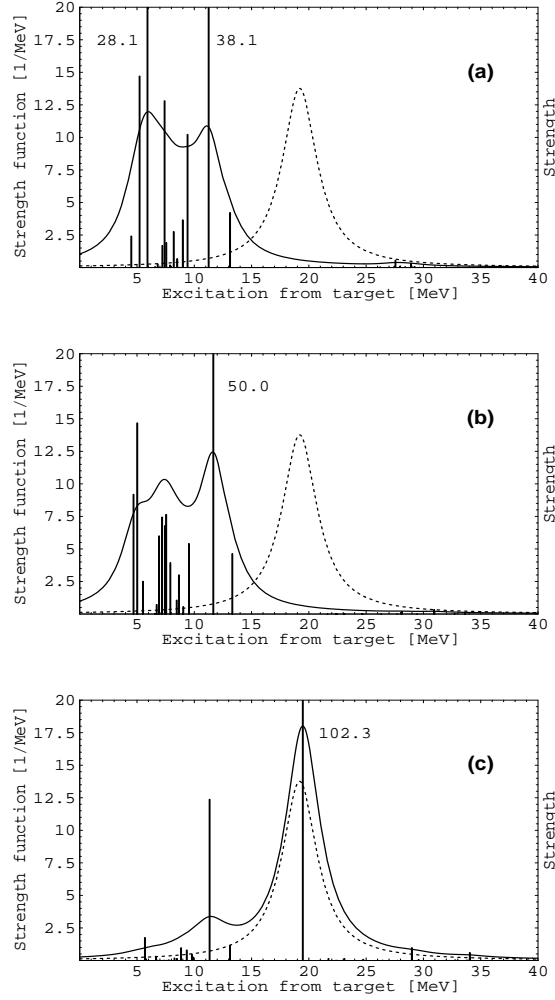 20
17.5
15
12.5
10
7.5
5
2.5
28.1
38.1
(a)
Strength function [1/MeV]
Strength
5 10 15 20 25 30 35 40
Excitation from target [MeV]
20
17.5
15
12.5
10
7.5
5
2.5
50.0
(b)
Strength function [1/MeV]
Strength
5 10 15 20 25 30 35 40
Excitation from target [MeV]
20
17.5
15
12.5
10
7.5
5
2.5
102.3
(c)
Strength function [1/MeV]
Strength
5 10 15 20 25 30 35 40
Excitation from target [MeV]